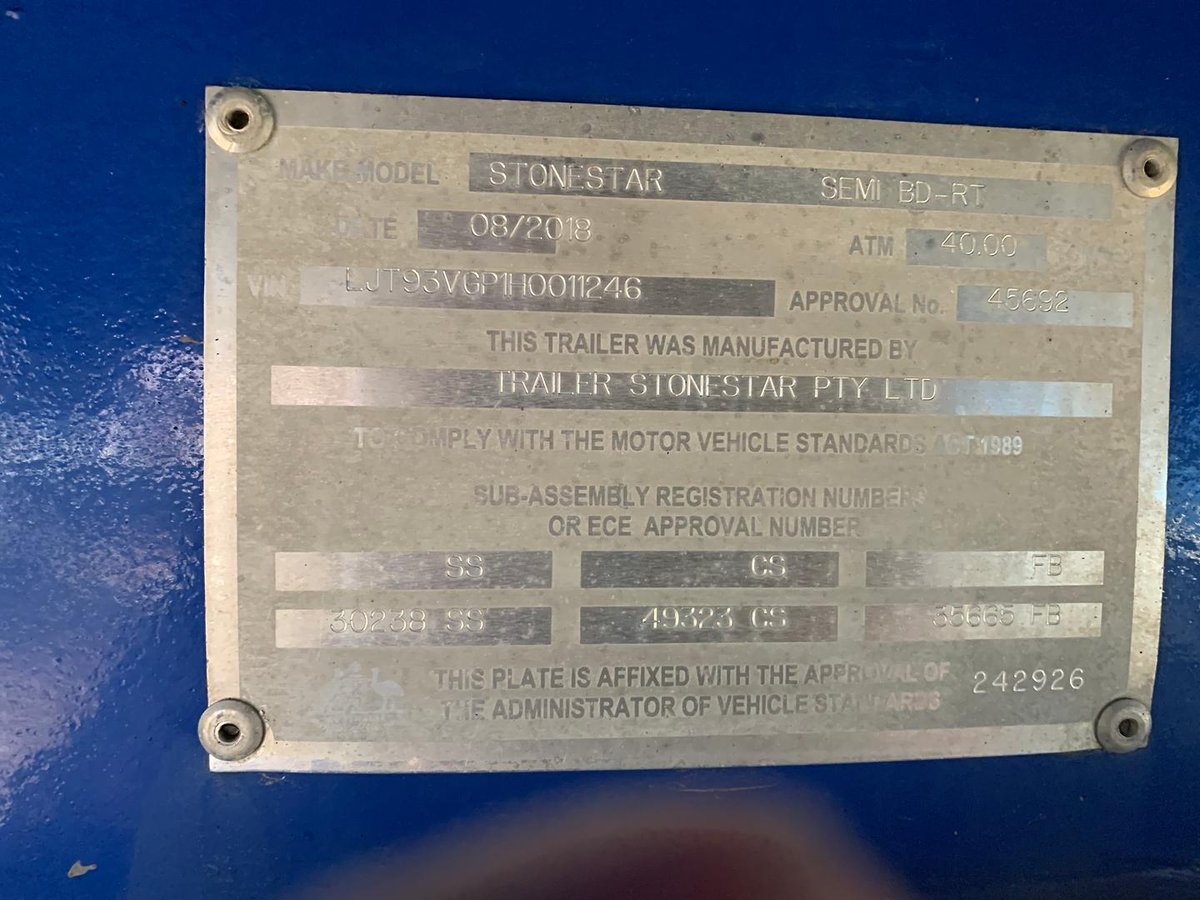 MAKE MODEL STONESTAR SEMI BD-RT
DATE 08/2018 ATM 40.00
VIN LJT93VGP1H0011246 APPROVAL No. 45692
THIS TRAILER WAS MANUFACTURED BY
TRAILER STONESTAR PTY LTD
TO COMPLY WITH THE MOTOR VEHICLE STANDARDS ACT 1989
SUB-ASSEMBLY REGISTRATION NUMBERS
OR ECE APPROVAL NUMBER
SS CS FB
30238 SS 49323 CS 35665 FB
THIS PLATE IS AFFIXED WITH THE APPROVAL OF 242926
THE ADMINISTRATOR OF VEHICLE STANDARDS